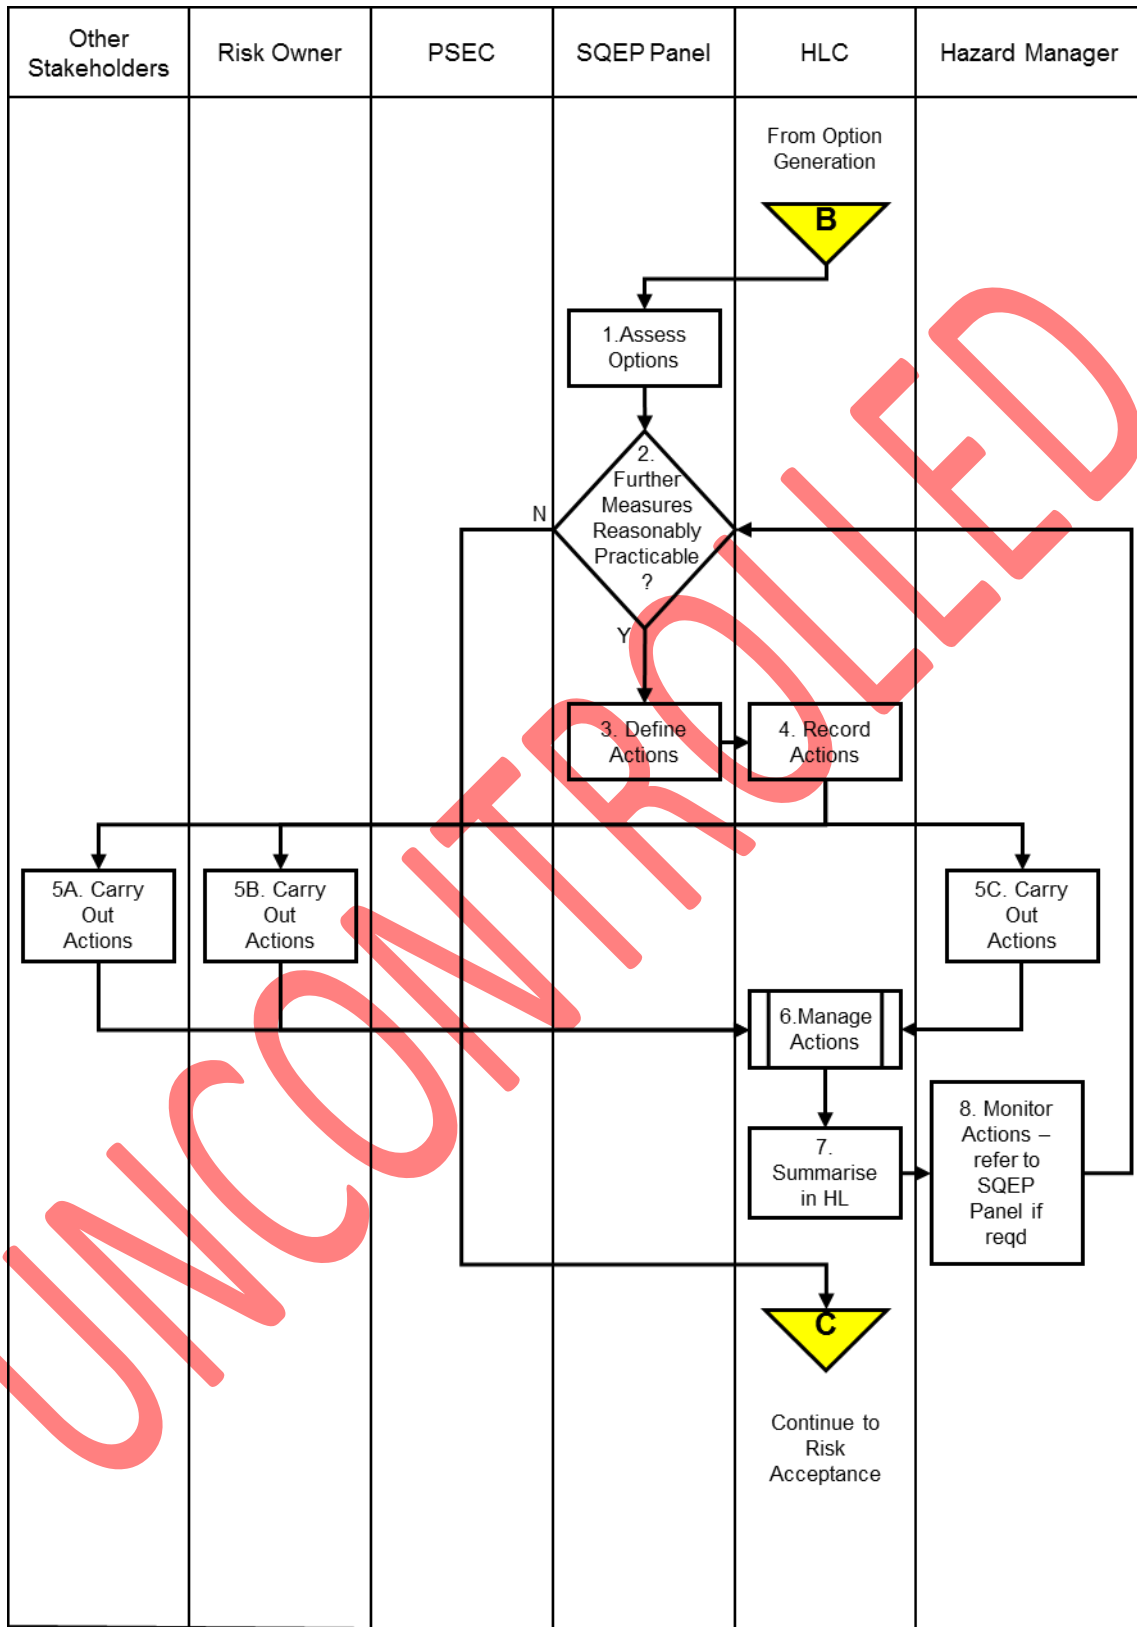 Other
Stakeholders
Risk Owner
PSEC
SQEP Panel
HLC
Hazard Manager
From Option
Generation
B
1.Assess
Options
2.
Further
Measures
Reasonably
Practicable
?
N
Y
3. Define
Actions
4. Record
Actions
5A. Carry
Out
Actions
5B. Carry
Out
Actions
5C. Carry
Out
Actions
6.Manage
Actions
7.
Summarise
in HL
8. Monitor
Actions –
refer to
SQEP
Panel if
reqd
C
Continue to
Risk
Acceptance
UNCONTROLLED